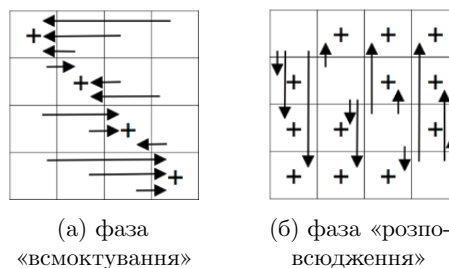 (а) фаза
«всмоктування»
(б) фаза «розпо-
всюдження»